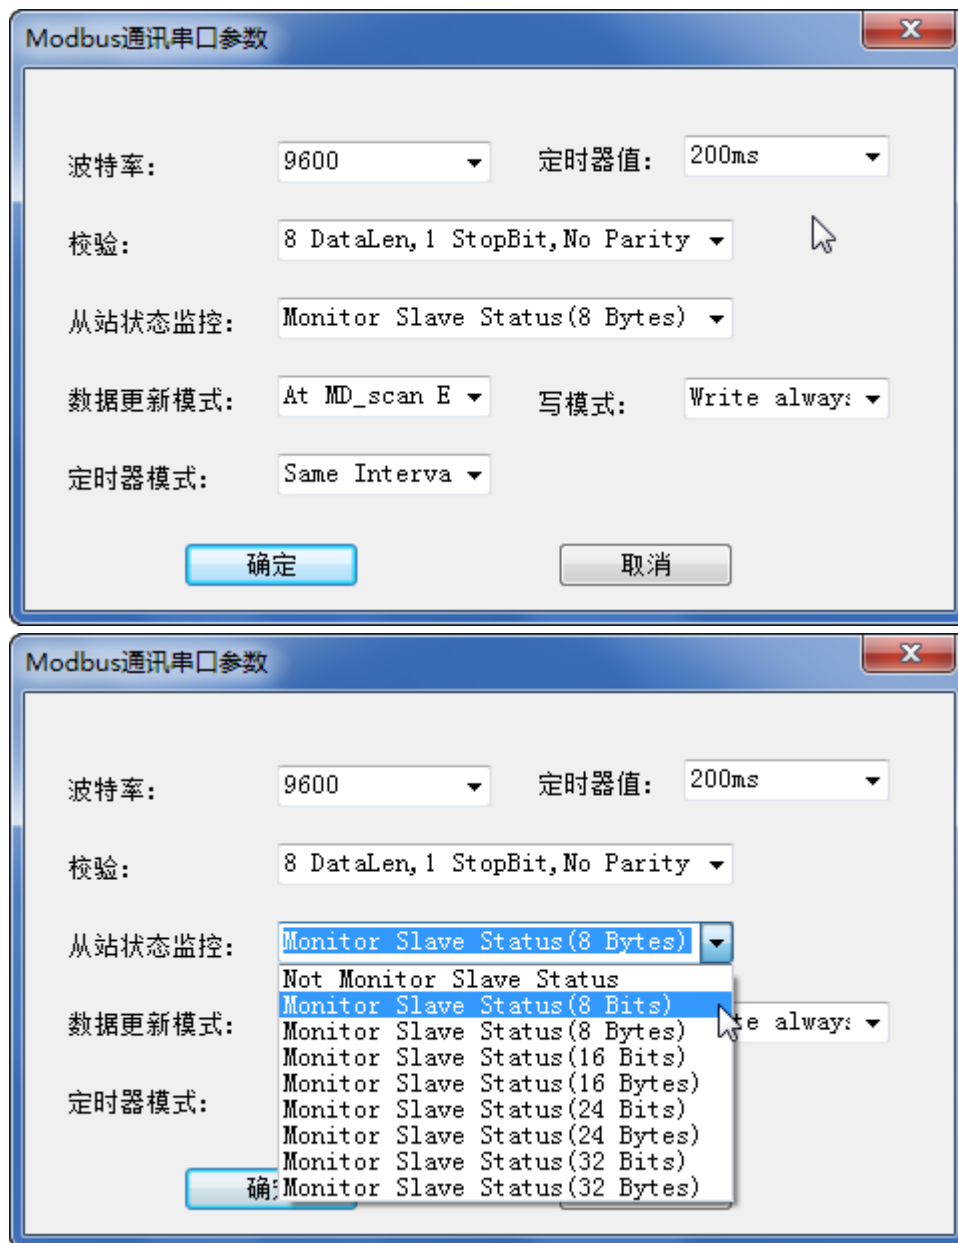 Modbus通讯串口参数
波特率: 9600 定时器值: 200ms
校验: 8 DataLen,1 StopBit,No Parity
从站状态监控: Monitor Slave Status(8 Bytes)
数据更新模式: At MD_scan E 写模式: Write always
定时器模式: Same Interva
确定 取消
Modbus通讯串口参数
波特率: 9600 定时器值: 200ms
校验: 8 DataLen,1 StopBit,No Parity
从站状态监控: Monitor Slave Status(8 Bytes)
Not Monitor Slave Status
Monitor Slave Status(8 Bits)
数据更新模式: Monitor Slave Status(8 Bytes) te always
Monitor Slave Status(16 Bits)
Monitor Slave Status(16 Bytes)
定时器模式: Monitor Slave Status(24 Bits)
Monitor Slave Status(24 Bytes)
Monitor Slave Status(32 Bits)
确 Monitor Slave Status(32 Bytes)